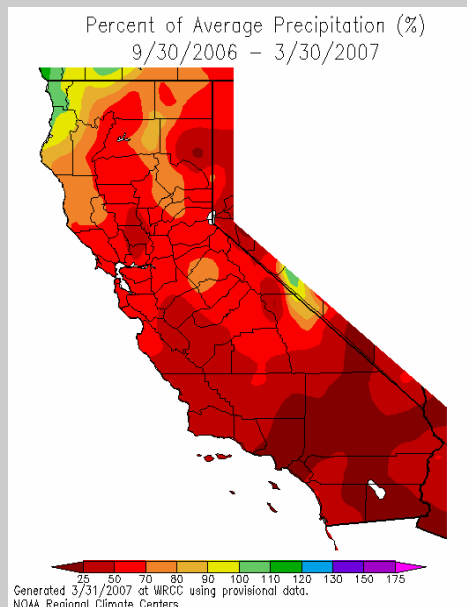 Percent of Average Precipitation (%)
9/30/2006 – 3/30/2007
25 50 70 80 90 100 110 120 130 150 175
Generated 3/31/2007 at WRCC using provisional data.
NOAA Regional Climate Centers